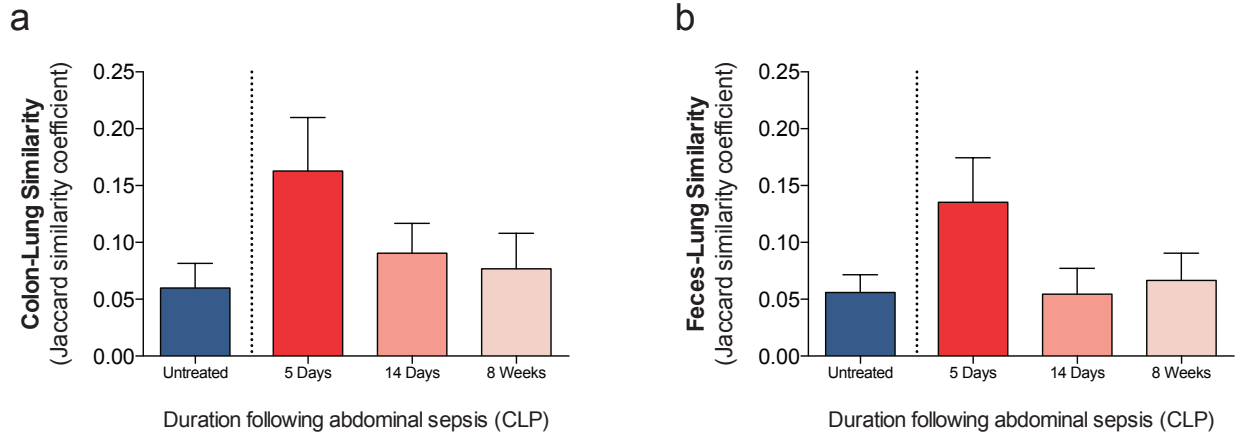 a
Colon-Lung Similarity
(Jaccard similarity coefficient)
0.25
0.20
0.15
0.10
0.05
0.00
Untreated
5 Days
14 Days
8 Weeks
Duration following abdominal sepsis (CLP)
b
Feces-Lung Similarity
(Jaccard similarity coefficient)
0.25
0.20
0.15
0.10
0.05
0.00
Untreated
5 Days
14 Days
8 Weeks
Duration following abdominal sepsis (CLP)